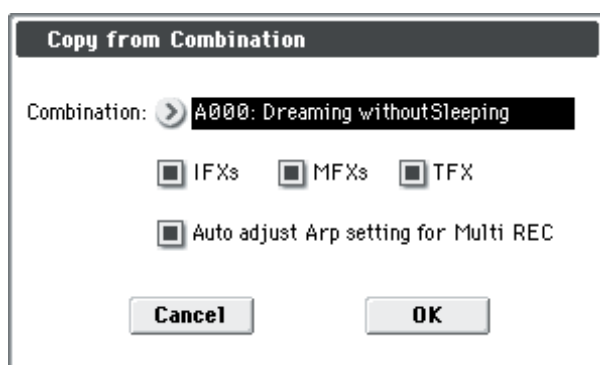 Copy from Combination
Combination: A000: Dreaming withoutSleeping
IFXs MFXs TFX
Auto adjust Arp setting for Multi REC
Cancel OK